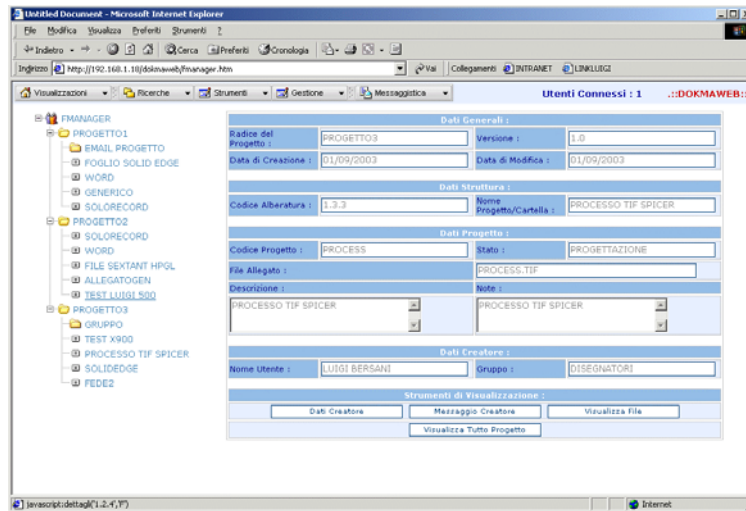 Untitled Document - Microsoft Internet Explorer
File Modifica Visualizza Preferiti Strumenti ?
Indietro Cerca Preferiti Cronologia
Indirizzo http://192.168.1.18/dokmaweb/fmanager.htm Vai Collegamenti INTRANET LINKLUIGI
Visualizzazioni Ricerche Strumenti Gestione Messaggistica Utenti Connessi : 1 .::DOKMAWEB::
FMANAGER
PROGETTO1
EMAIL PROGETTO
FOGLIO SOLID EDGE
WORD
GENERICO
SOLORECORD
PROGETTO2
SOLORECORD
WORD
FILE SEXTANT HPGL
ALLEGATOGEN
TEST LUIGI 500
PROGETTO3
GRUPPO
TEST X900
PROCESSO TIF SPICER
SOLIDEDGE
FEDE2
Dati Generali :
Radice del Progetto : PROGETTO3 Versione : 1.0
Data di Creazione : 01/09/2003 Data di Modifica : 01/09/2003
Dati Struttura :
Codice Alberatura : 1.3.3 Nome Progetto/Cartella : PROCESSO TIF SPICER
Dati Progetto :
Codice Progetto : PROCESS Stato : PROGETTAZIONE
File Allegato : PROCESS.TIF
Descrizione : Note :
PROCESSO TIF SPICER PROCESSO TIF SPICER
Dati Creatore :
Nome Utente : LUIGI BERSANI Gruppo : DISEGNATORI
Strumenti di Visualizzazione :
Dati Creatore Messaggio Creatore Visualizza File
Visualizza Tutto Progetto
javascript:dettagli('1.2.4','F') Internet